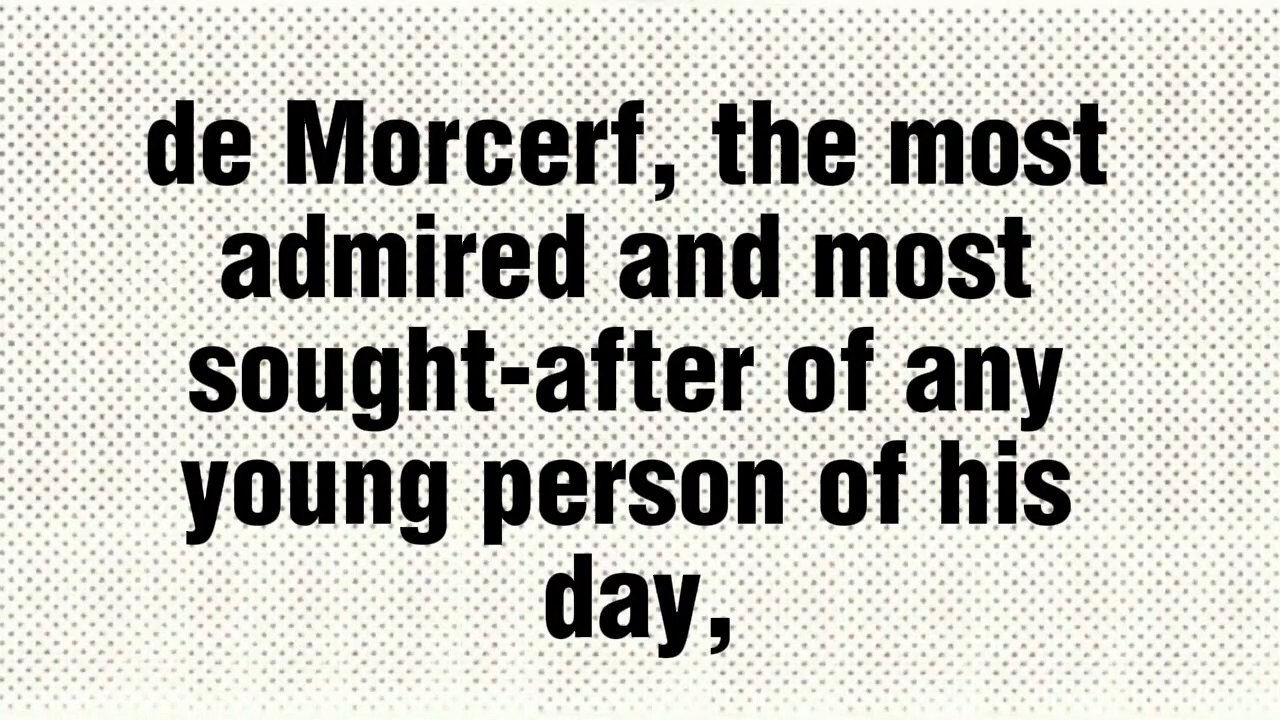 de Morcerf, the most
admired and most
sought-after of any
young person of his
day,